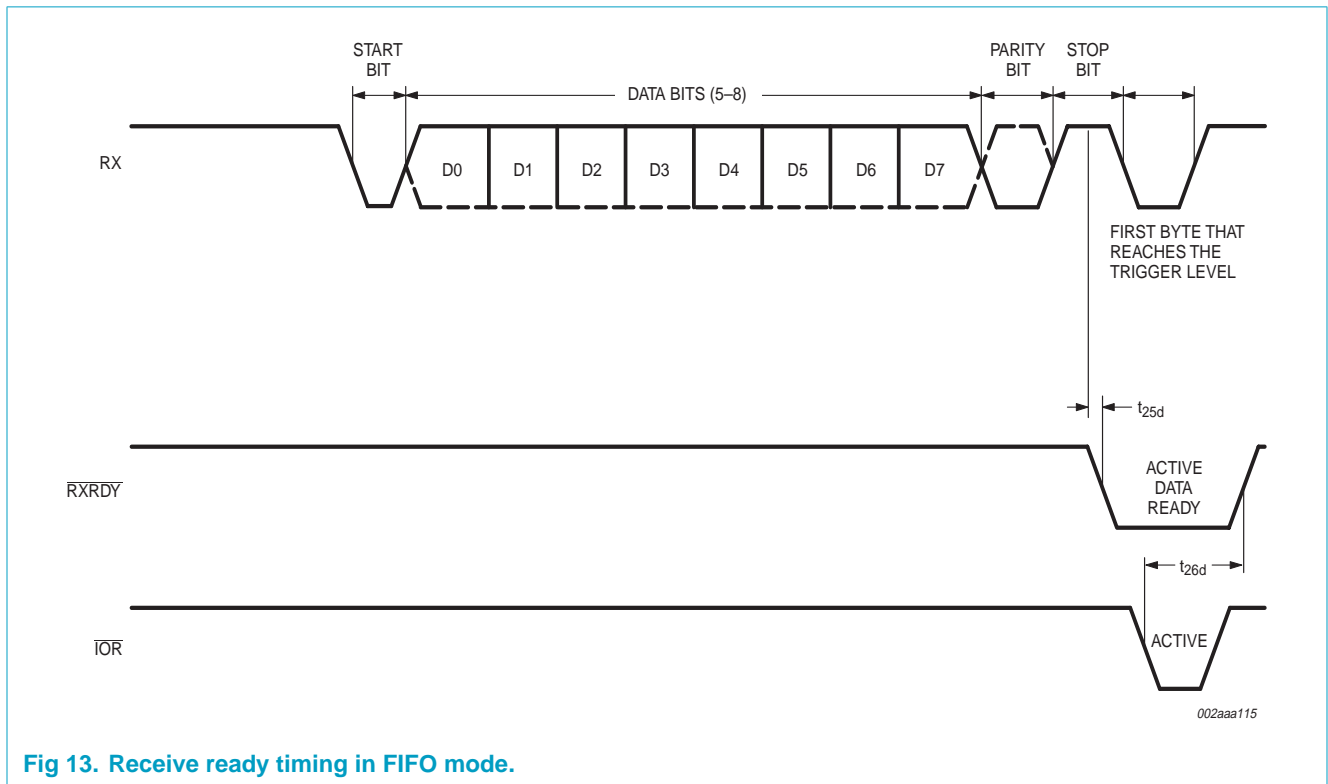 START
BIT
DATA BITS (5–8)
PARITY
BIT
STOP
BIT
RX
D0
D1
D2
D3
D4
D5
D6
D7
FIRST BYTE THAT
REACHES THE
TRIGGER LEVEL
t25d
RXRDY
ACTIVE
DATA
READY
t26d
IOR
ACTIVE
002aaa115
Fig 13. Receive ready timing in FIFO mode.